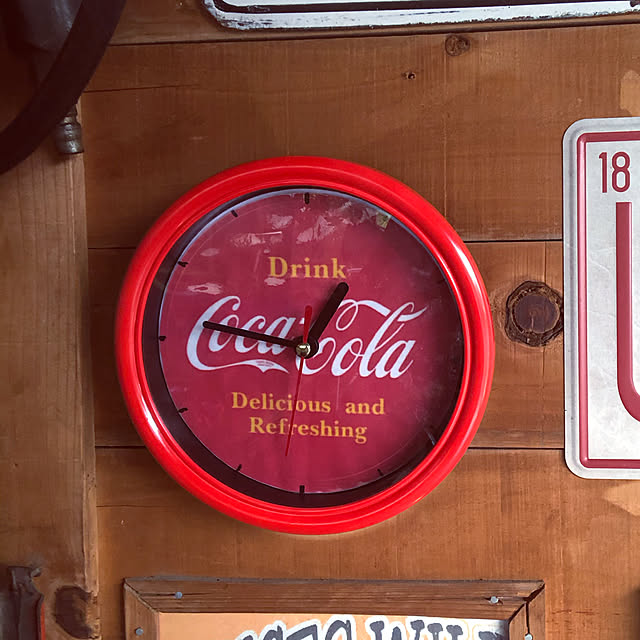 Drink
Coca-Cola
Delicious and
Refreshing
18